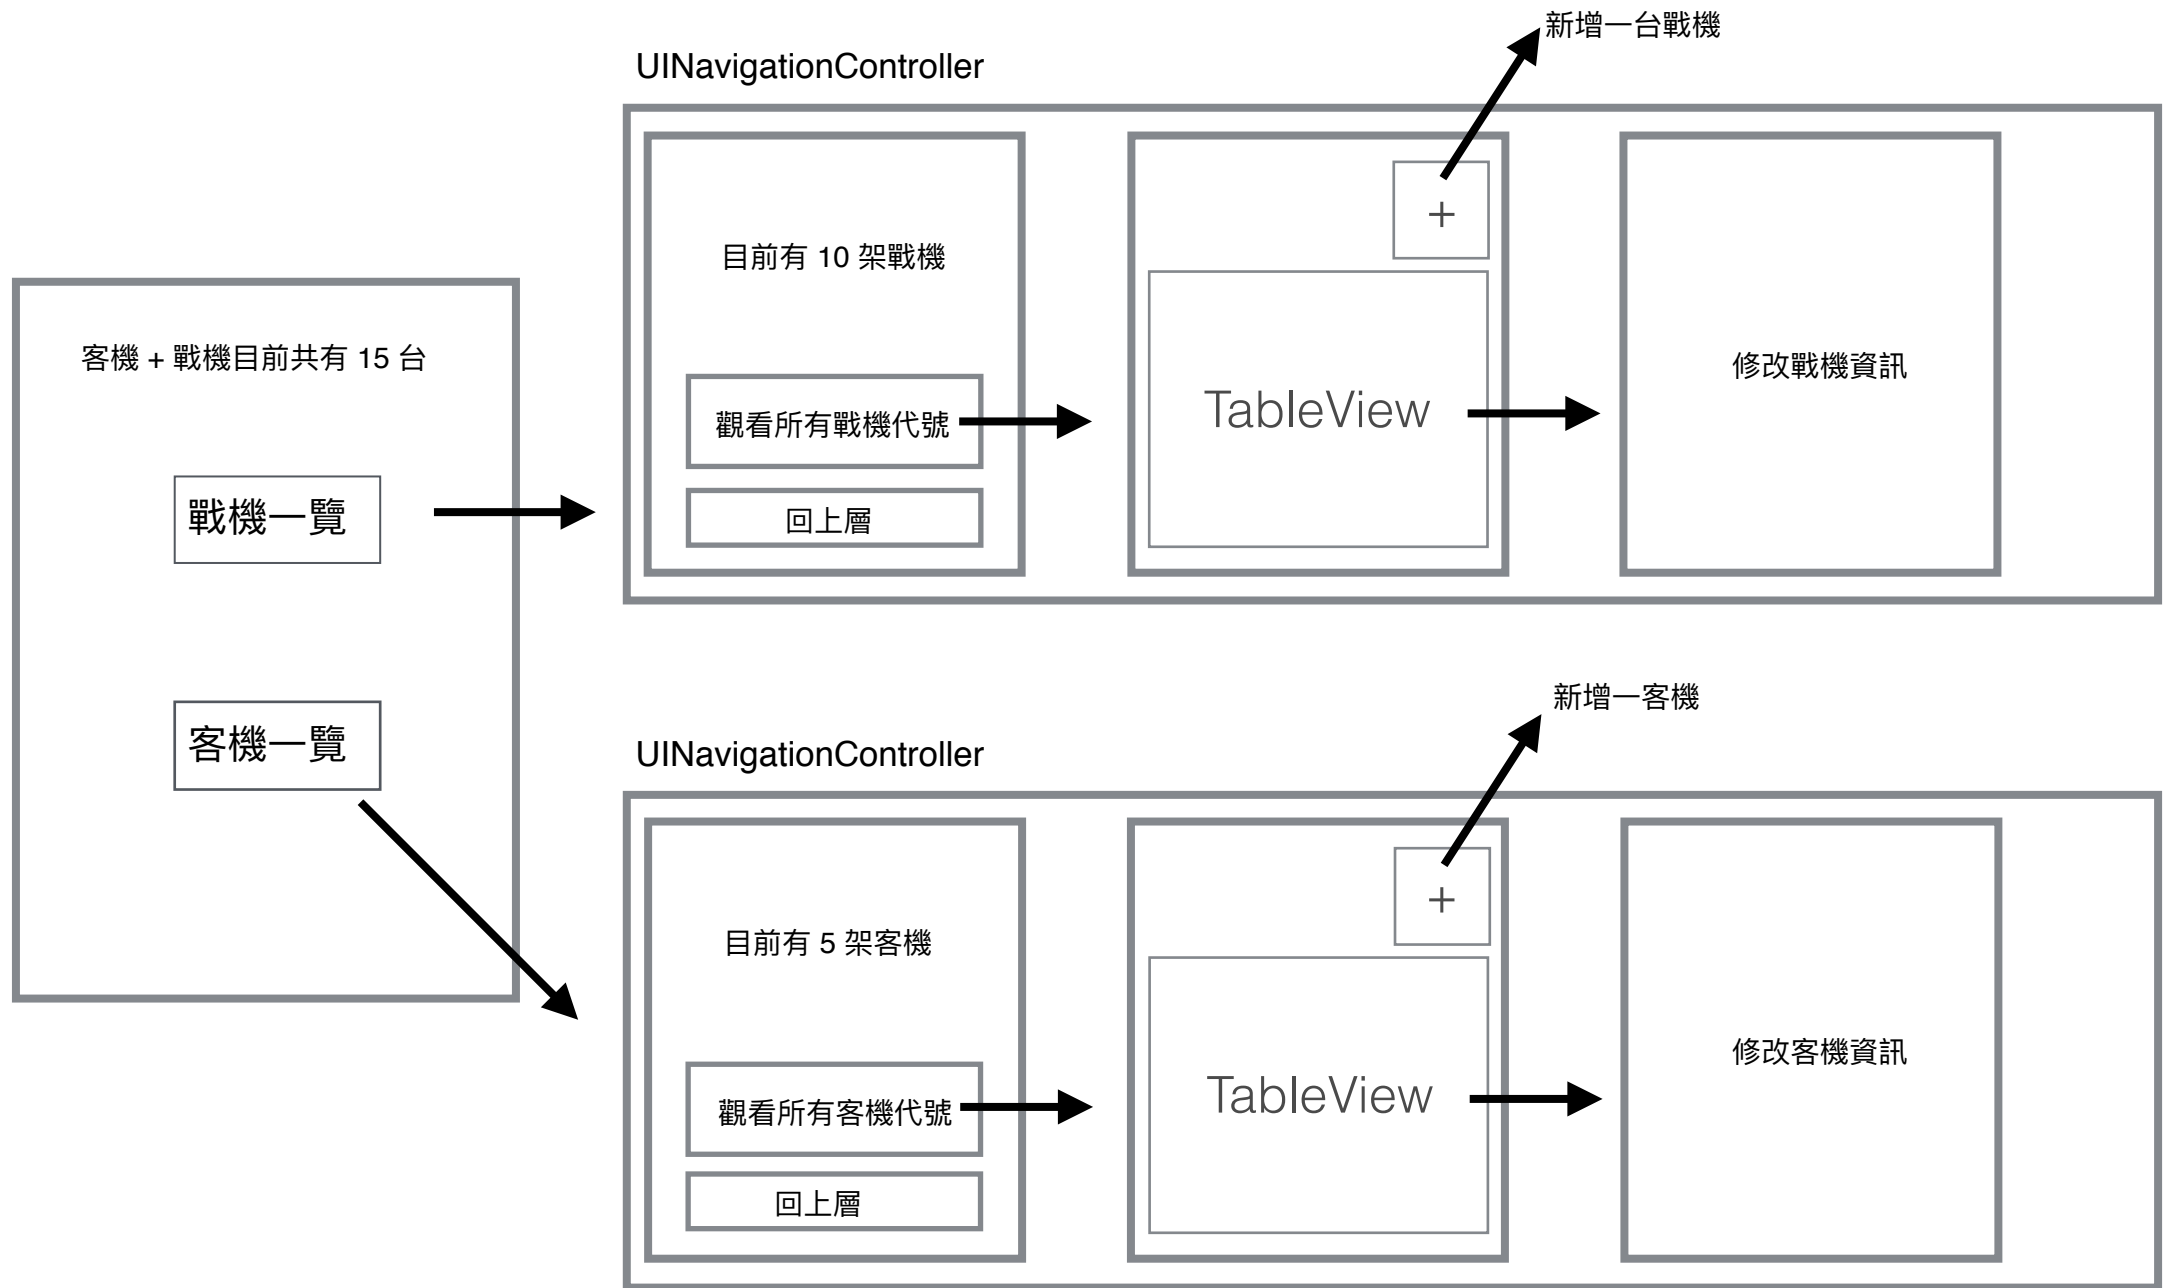 客機 + 戰機目前共有 15 台
戰機一覽
客機一覽
UINavigationController
新增一台戰機
目前有 10 架戰機
觀看所有戰機代號
回上層
+
TableView
修改戰機資訊
UINavigationController
新增一客機
目前有 5 架客機
觀看所有客機代號
回上層
+
TableView
修改客機資訊